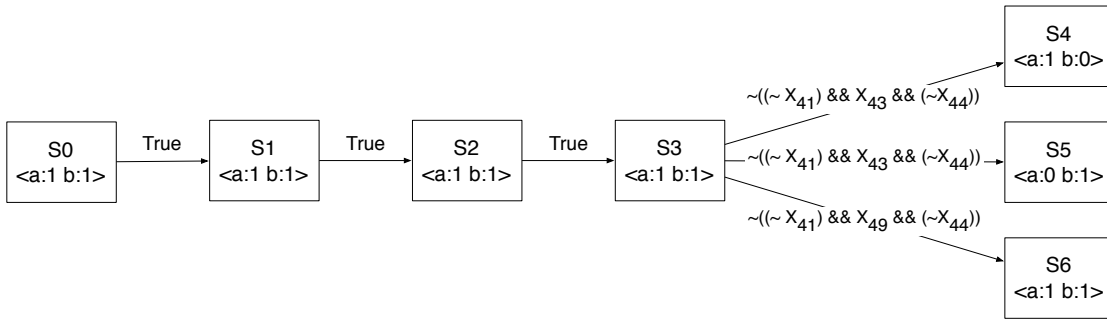 S4
<a:1 b:0>
~((~ X41) && X43 && (~X44))
S0
<a:1 b:1>
True
S1
<a:1 b:1>
True
S2
<a:1 b:1>
True
S3
<a:1 b:1>
~((~ X41) && X43 && (~X44))
S5
<a:0 b:1>
~((~ X41) && X49 && (~X44))
S6
<a:1 b:1>